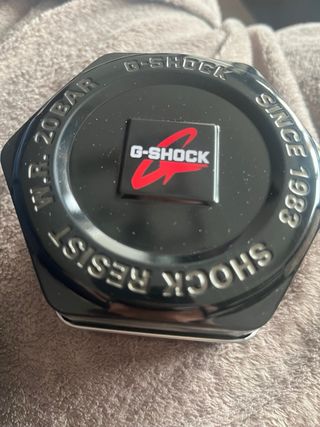 G-SHOCK
SINCE 1983
SHOCK RESIST
W.R. 20BAR
G-SHOCK